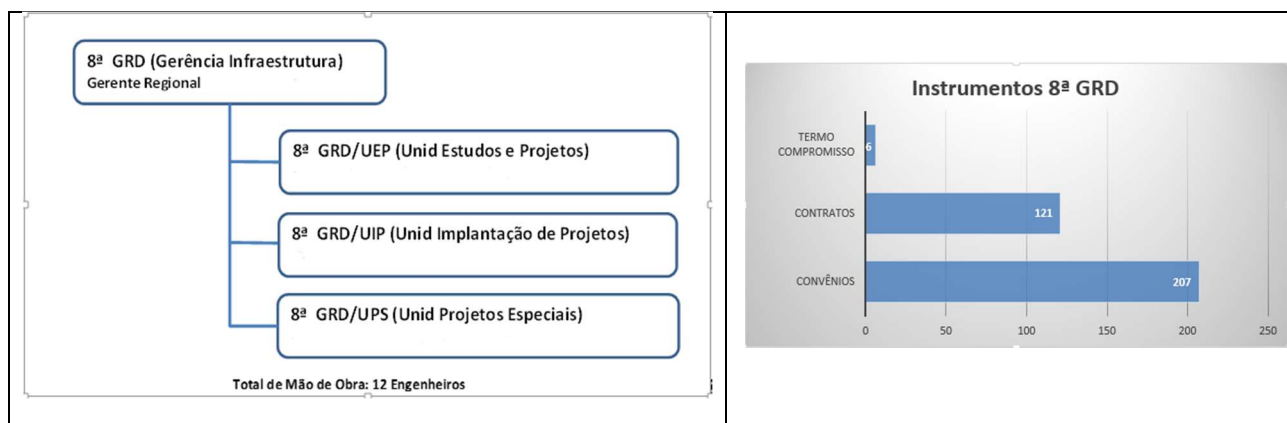 8ª GRD (Gerência Infraestrutura)
Gerente Regional
8ª GRD/UEP (Unid Estudos e Projetos)
8ª GRD/UIP (Unid Implantação de Projetos)
8ª GRD/UPS (Unid Projetos Especiais)
Total de Mão de Obra: 12 Engenheiros
Instrumentos 8ª GRD
TERMO
COMPROMISSO
6
CONTRATOS
121
CONVÊNIOS
207
0 50 100 150 200 250